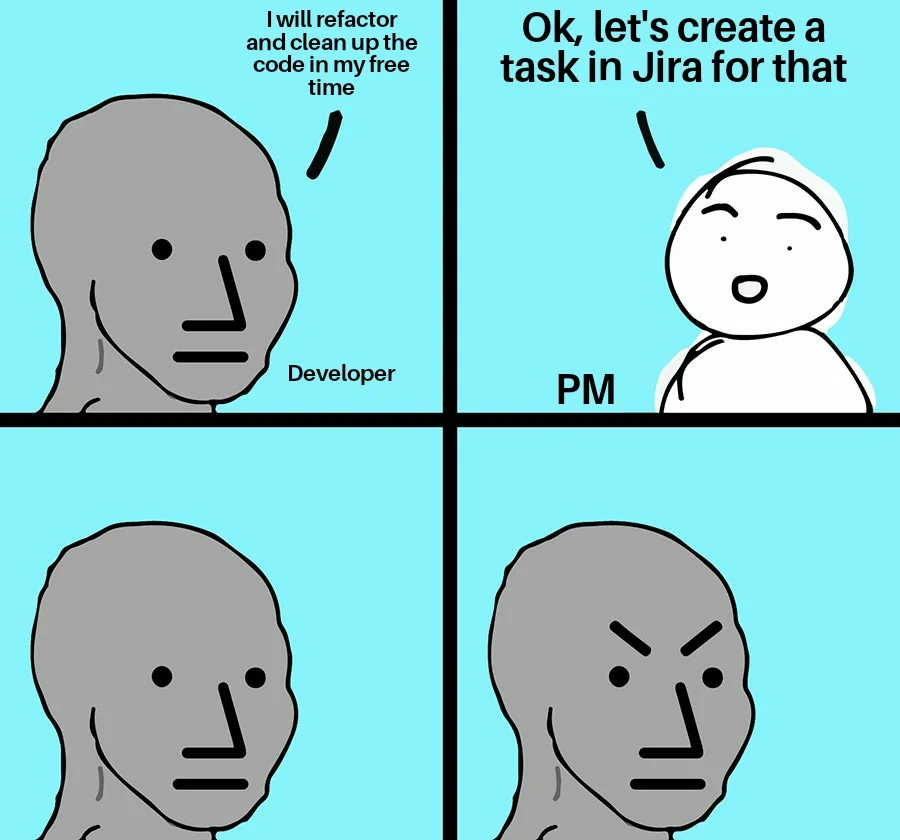 I will refactor
and clean up the
code in my free
time
Developer
Ok, let's create a
task in Jira for that
PM